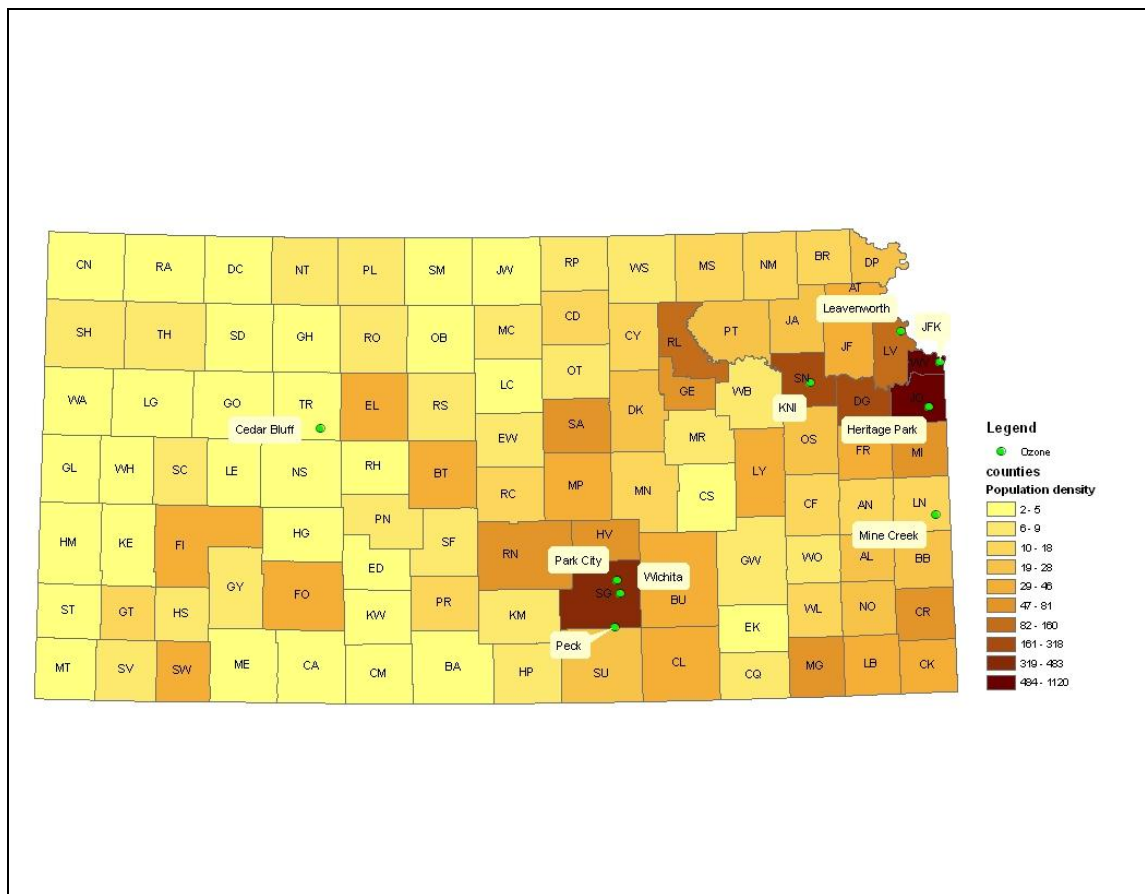 CN RA DC NT PL SM JW RP WS MS NM BR DP
AT
Leavenworth
JFK
SH TH SD GH RO OB MC CD CY RL PT JA JF LV
WY
WA LG GO TR EL RS LC OT DK GE WB SN DG JO
Cedar Bluff
KNI
Heritage Park
EW SA MR OS FR MI
GL WH SC LE NS RH BT RC MP MN CS LY CF AN LN
Mine Creek
HM KE FI HG PN SF RN HV GW WO AL BB
Park City
Wichita
ED SG BU
ST GT HS GY FO KW PR KM EK WL NO CR
Peck
MT SV SW ME CA CM BA HP SU CL CQ MG LB CK
Legend
Ozone
counties
Population density
2 - 5
6 - 9
10 - 18
19 - 28
29 - 46
47 - 81
82 - 160
161 - 318
319 - 483
484 - 1120